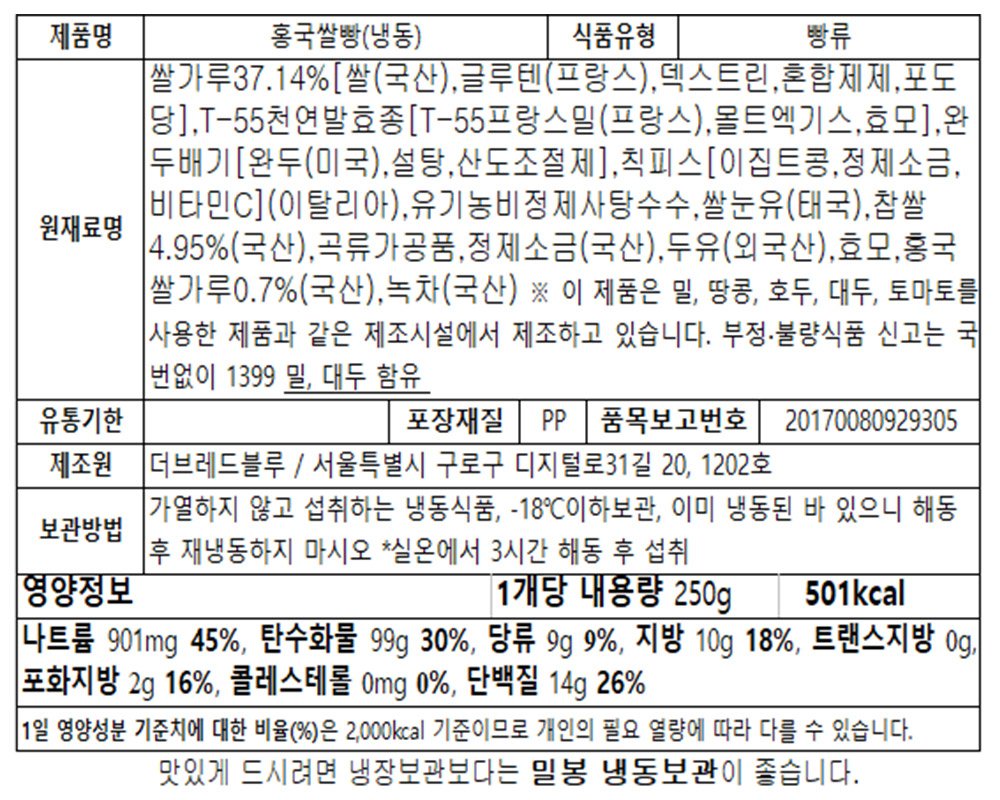 제품명 홍국쌀빵(냉동) 식품유형 빵류
원재료명
쌀가루37.14%[쌀(국산),글루텐(프랑스),덱스트린,혼합제제,포도
당],T-55천연발효종[T-55프랑스밀(프랑스),몰트엑기스,효모],완
두배기[완두(미국),설탕,산도조절제],칙피스[이집트콩,정제소금,
비타민C](이탈리아),유기농비정제사탕수수,쌀눈유(태국),찹쌀
4.95%(국산),곡류가공품,정제소금(국산),두유(외국산),효모,홍국
쌀가루0.7%(국산),녹차(국산) ※ 이 제품은 밀, 땅콩, 호두, 대두, 토마토를
사용한 제품과 같은 제조시설에서 제조하고 있습니다. 부정·불량식품 신고는 국
번없이 1399 밀, 대두 함유
유통기한 포장재질 PP 품목보고번호 20170080929305
제조원 더브레드블루 / 서울특별시 구로구 디지털로31길 20, 1202호
보관방법
가열하지 않고 섭취하는 냉동식품, -18℃이하보관, 이미 냉동된 바 있으니 해동
후 재냉동하지 마시오 *실온에서 3시간 해동 후 섭취
영양정보 1개당 내용량 250g 501kcal
나트륨 901mg 45%, 탄수화물 99g 30%, 당류 9g 9%, 지방 10g 18%, 트랜스지방 0g,
포화지방 2g 16%, 콜레스테롤 0mg 0%, 단백질 14g 26%
1일 영양성분 기준치에 대한 비율(%)은 2,000kcal 기준이므로 개인의 필요 열량에 따라 다를 수 있습니다.
맛있게 드시려면 냉장보관보다는 밀봉 냉동보관이 좋습니다.